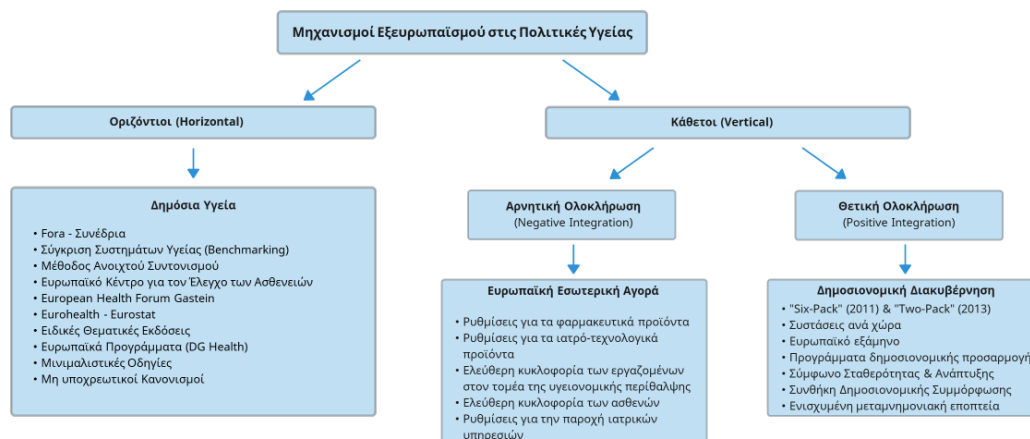 Μηχανισμοί Εξευρωπαϊσμού στις Πολιτικές Υγείας
Οριζόντιοι (Horizontal)
Κάθετοι (Vertical)
Δημόσια Υγεία
• Fora - Συνέδρια
• Σύγκριση Συστημάτων Υγείας (Benchmarking)
• Μέθοδος Ανοιχτού Συντονισμού
• Ευρωπαϊκό Κέντρο για τον Έλεγχο των Ασθενειών
• European Health Forum Gastein
• Eurohealth - Eurostat
• Ειδικές Θεματικές Εκδόσεις
• Ευρωπαϊκά Προγράμματα (DG Health)
• Μινιμαλιστικές Οδηγίες
• Μη υποχρεωτικοί Κανονισμοί
Αρνητική Ολοκλήρωση
(Negative Integration)
Ευρωπαϊκή Εσωτερική Αγορά
• Ρυθμίσεις για τα φαρμακευτικά προϊόντα
• Ρυθμίσεις για τα ιατρό-τεχνολογικά
προϊόντα
• Ελεύθερη κυκλοφορία των εργαζομένων
στον τομέα της υγειονομικής περίθαλψης
• Ελεύθερη κυκλοφορία των ασθενών
• Ρυθμίσεις για την παροχή ιατρικών
υπηρεσιών
Θετική Ολοκλήρωση
(Positive Integration)
Δημοσιονομική Διακυβέρνηση
• "Six-Pack" (2011) & "Two-Pack" (2013)
• Συστάσεις ανά χώρα
• Ευρωπαϊκό εξάμηνο
• Προγράμματα δημοσιονομικής προσαρμογή
• Σύμφωνο Σταθερότητας & Ανάπτυξης
• Συνθήκη Δημοσιονομικής Συμμόρφωσης
• Ενισχυμένη μεταμνημονιακή εποπτεία